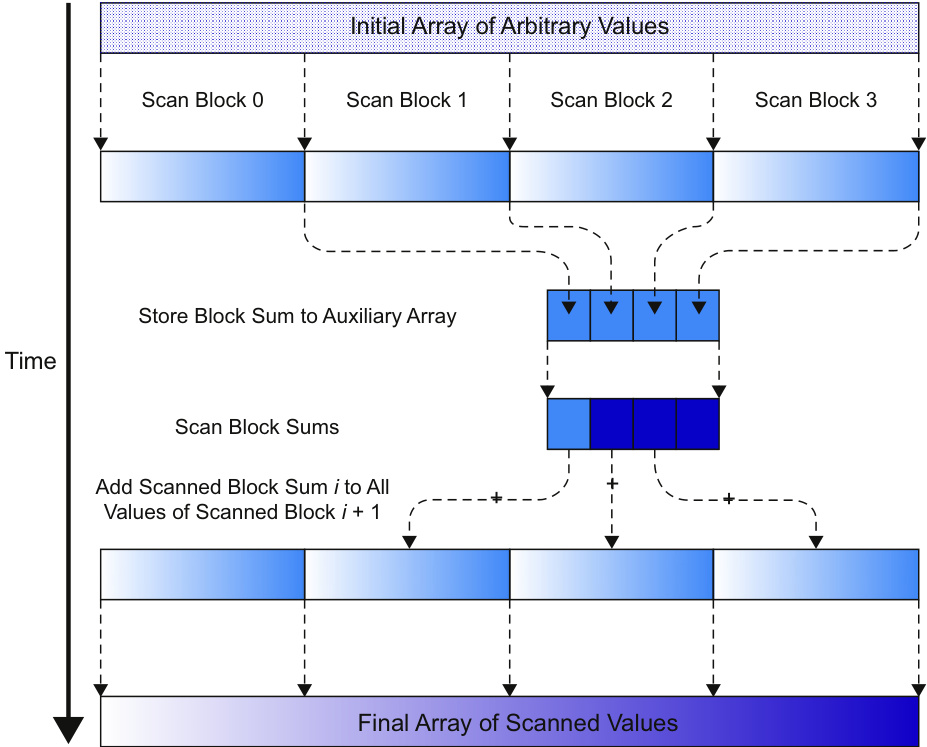 Initial Array of Arbitrary Values
Scan Block 0
Scan Block 1
Scan Block 2
Scan Block 3
Store Block Sum to Auxiliary Array
Time
Scan Block Sums
Add Scanned Block Sum i to All
Values of Scanned Block i + 1
+
+
+
Final Array of Scanned Values